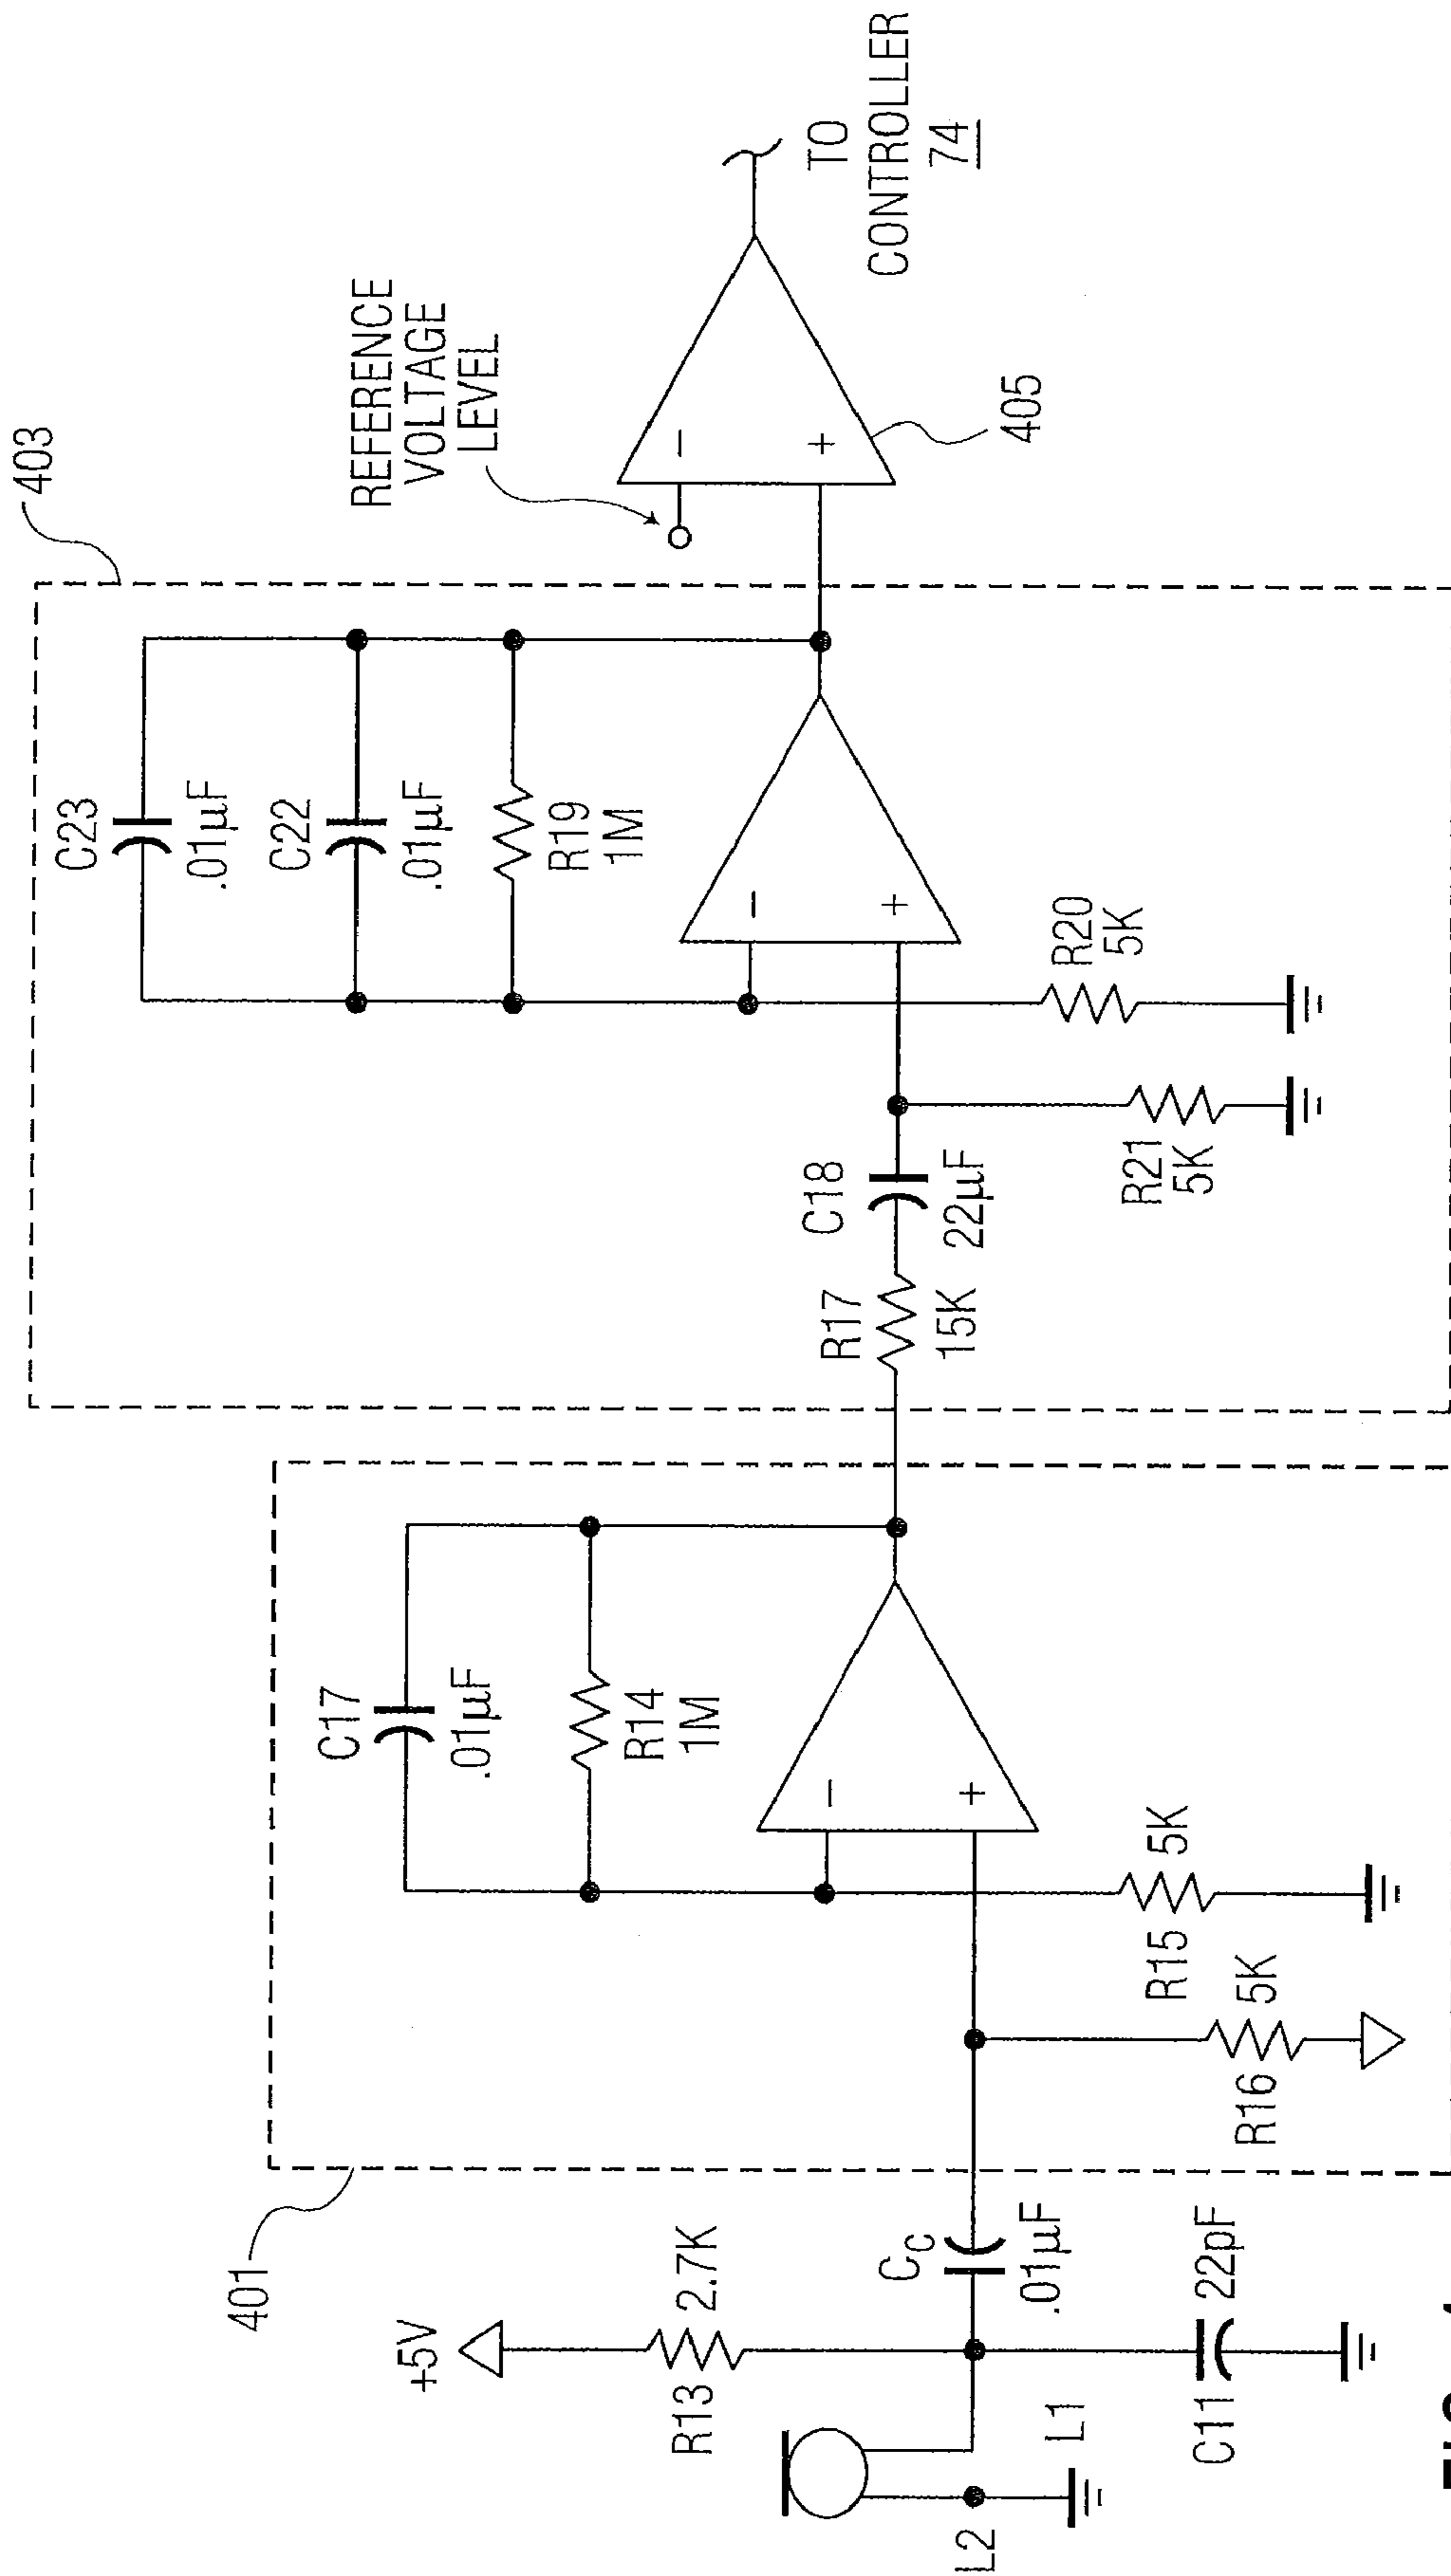 401
+5V
R13 2.7K
L2
L1
C11
22pF
CC
.01µF
R16
5K
R15
5K
C17
.01µF
R14
1M
−
+
403
R17
15K
C18
22µF
R21
5K
R20
5K
C23
.01µF
C22
.01µF
R19
1M
−
+
REFERENCE
VOLTAGE
LEVEL
−
+
405
TO
CONTROLLER
74